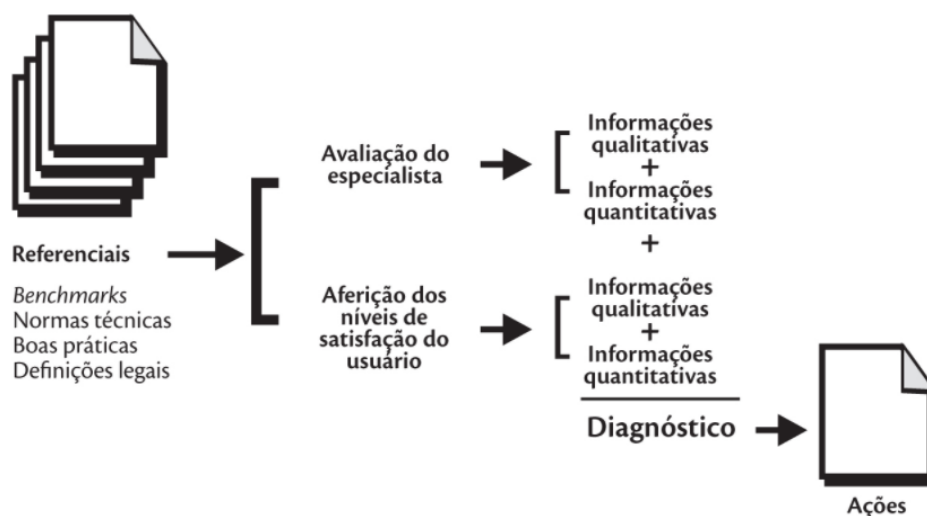 Referenciais
Benchmarks
Normas técnicas
Boas práticas
Definições legais
Avaliação do
especialista
Informações
qualitativas
+
Informações
quantitativas
+
Aferição dos
níveis de
satisfação do
usuário
Informações
qualitativas
+
Informações
quantitativas
Diagnóstico
Ações